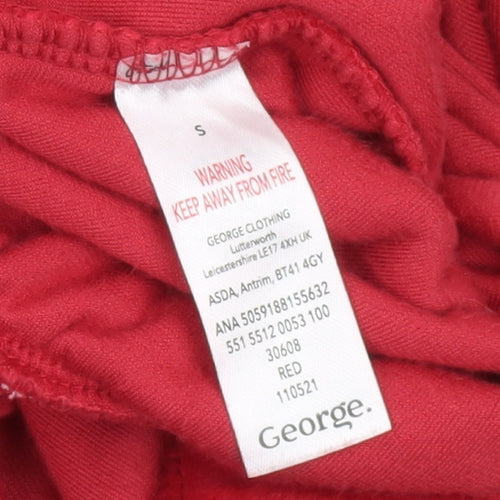 S
WARNING
KEEP AWAY FROM FIRE
GEORGE CLOTHING
Lutterworth
Leicestershire LE17 4XH UK
ASDA, Antrim, BT41 4GY
ANA 5059188155632
551 5512 0053 100
30608
RED
110521
George.